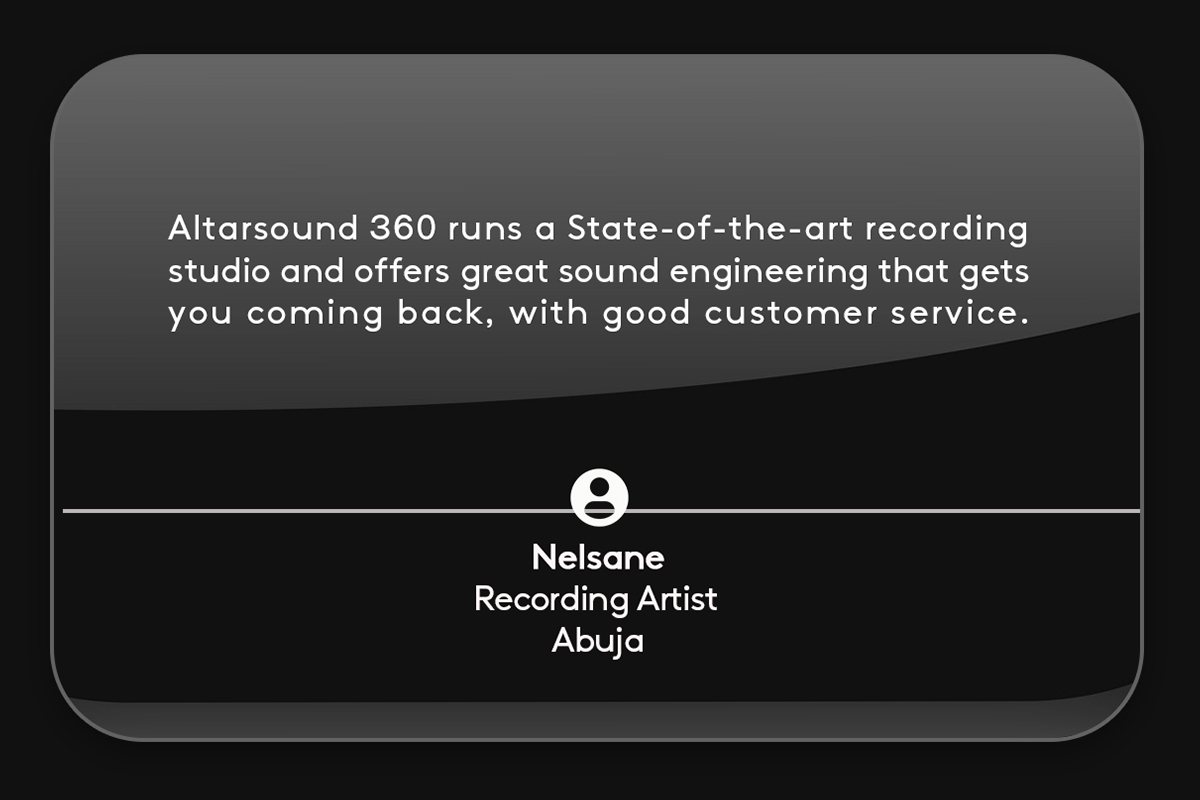 Altarsound 360 runs a State-of-the-art recording
studio and offers great sound engineering that gets
you coming back, with good customer service.
Nelsane
Recording Artist
Abuja